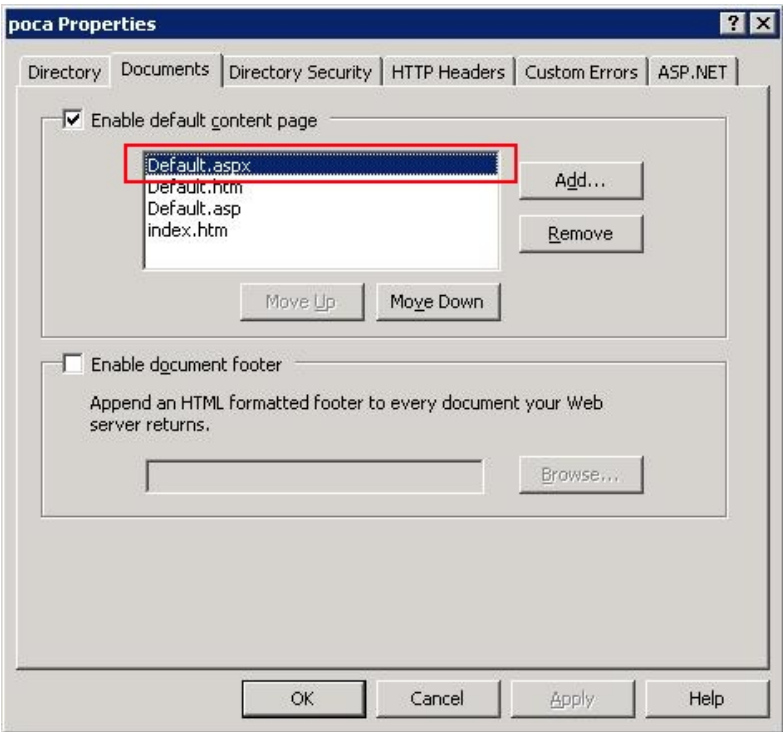 poca Properties
Directory Documents Directory Security HTTP Headers Custom Errors ASP.NET
Enable default content page
Default.aspx
Default.htm
Default.asp
index.htm
Add...
Remove
Move Up Move Down
Enable document footer
Append an HTML formatted footer to every document your Web
server returns.
Browse...
OK Cancel Apply Help